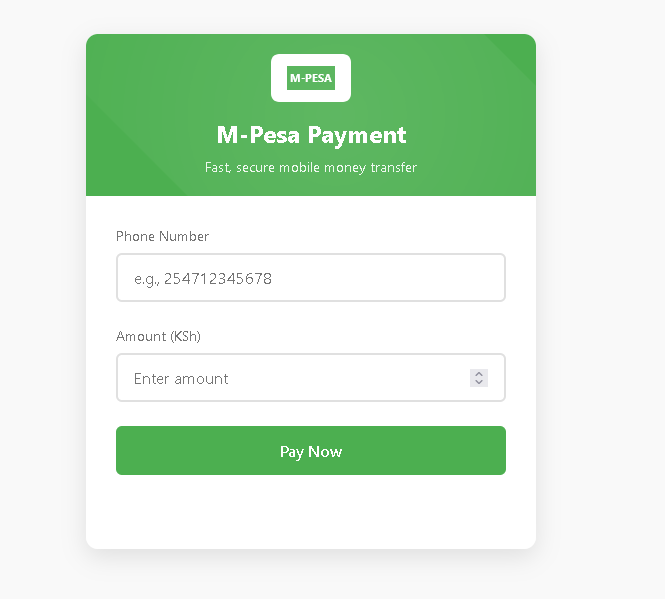 M-PESA
M-Pesa Payment
Fast, secure mobile money transfer
Phone Number
e.g., 254712345678
Amount (KSh)
Enter amount
Pay Now